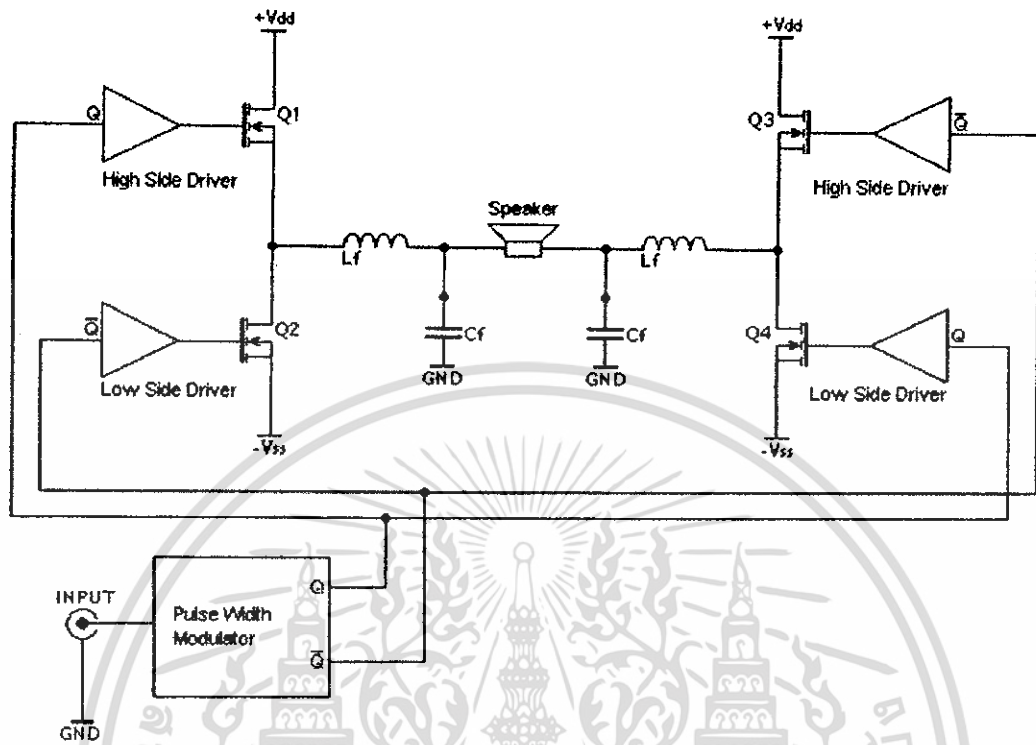 +Vdd
+Vdd
Q
Q1
Q3
Q̅
High Side Driver
High Side Driver
Speaker
Lf
Lf
Q̅
Q2
Cf
Cf
Q4
Q
Low Side Driver
GND
GND
Low Side Driver
-Vss
-Vss
INPUT
Pulse Width
Modulator
Q
Q̅
GND